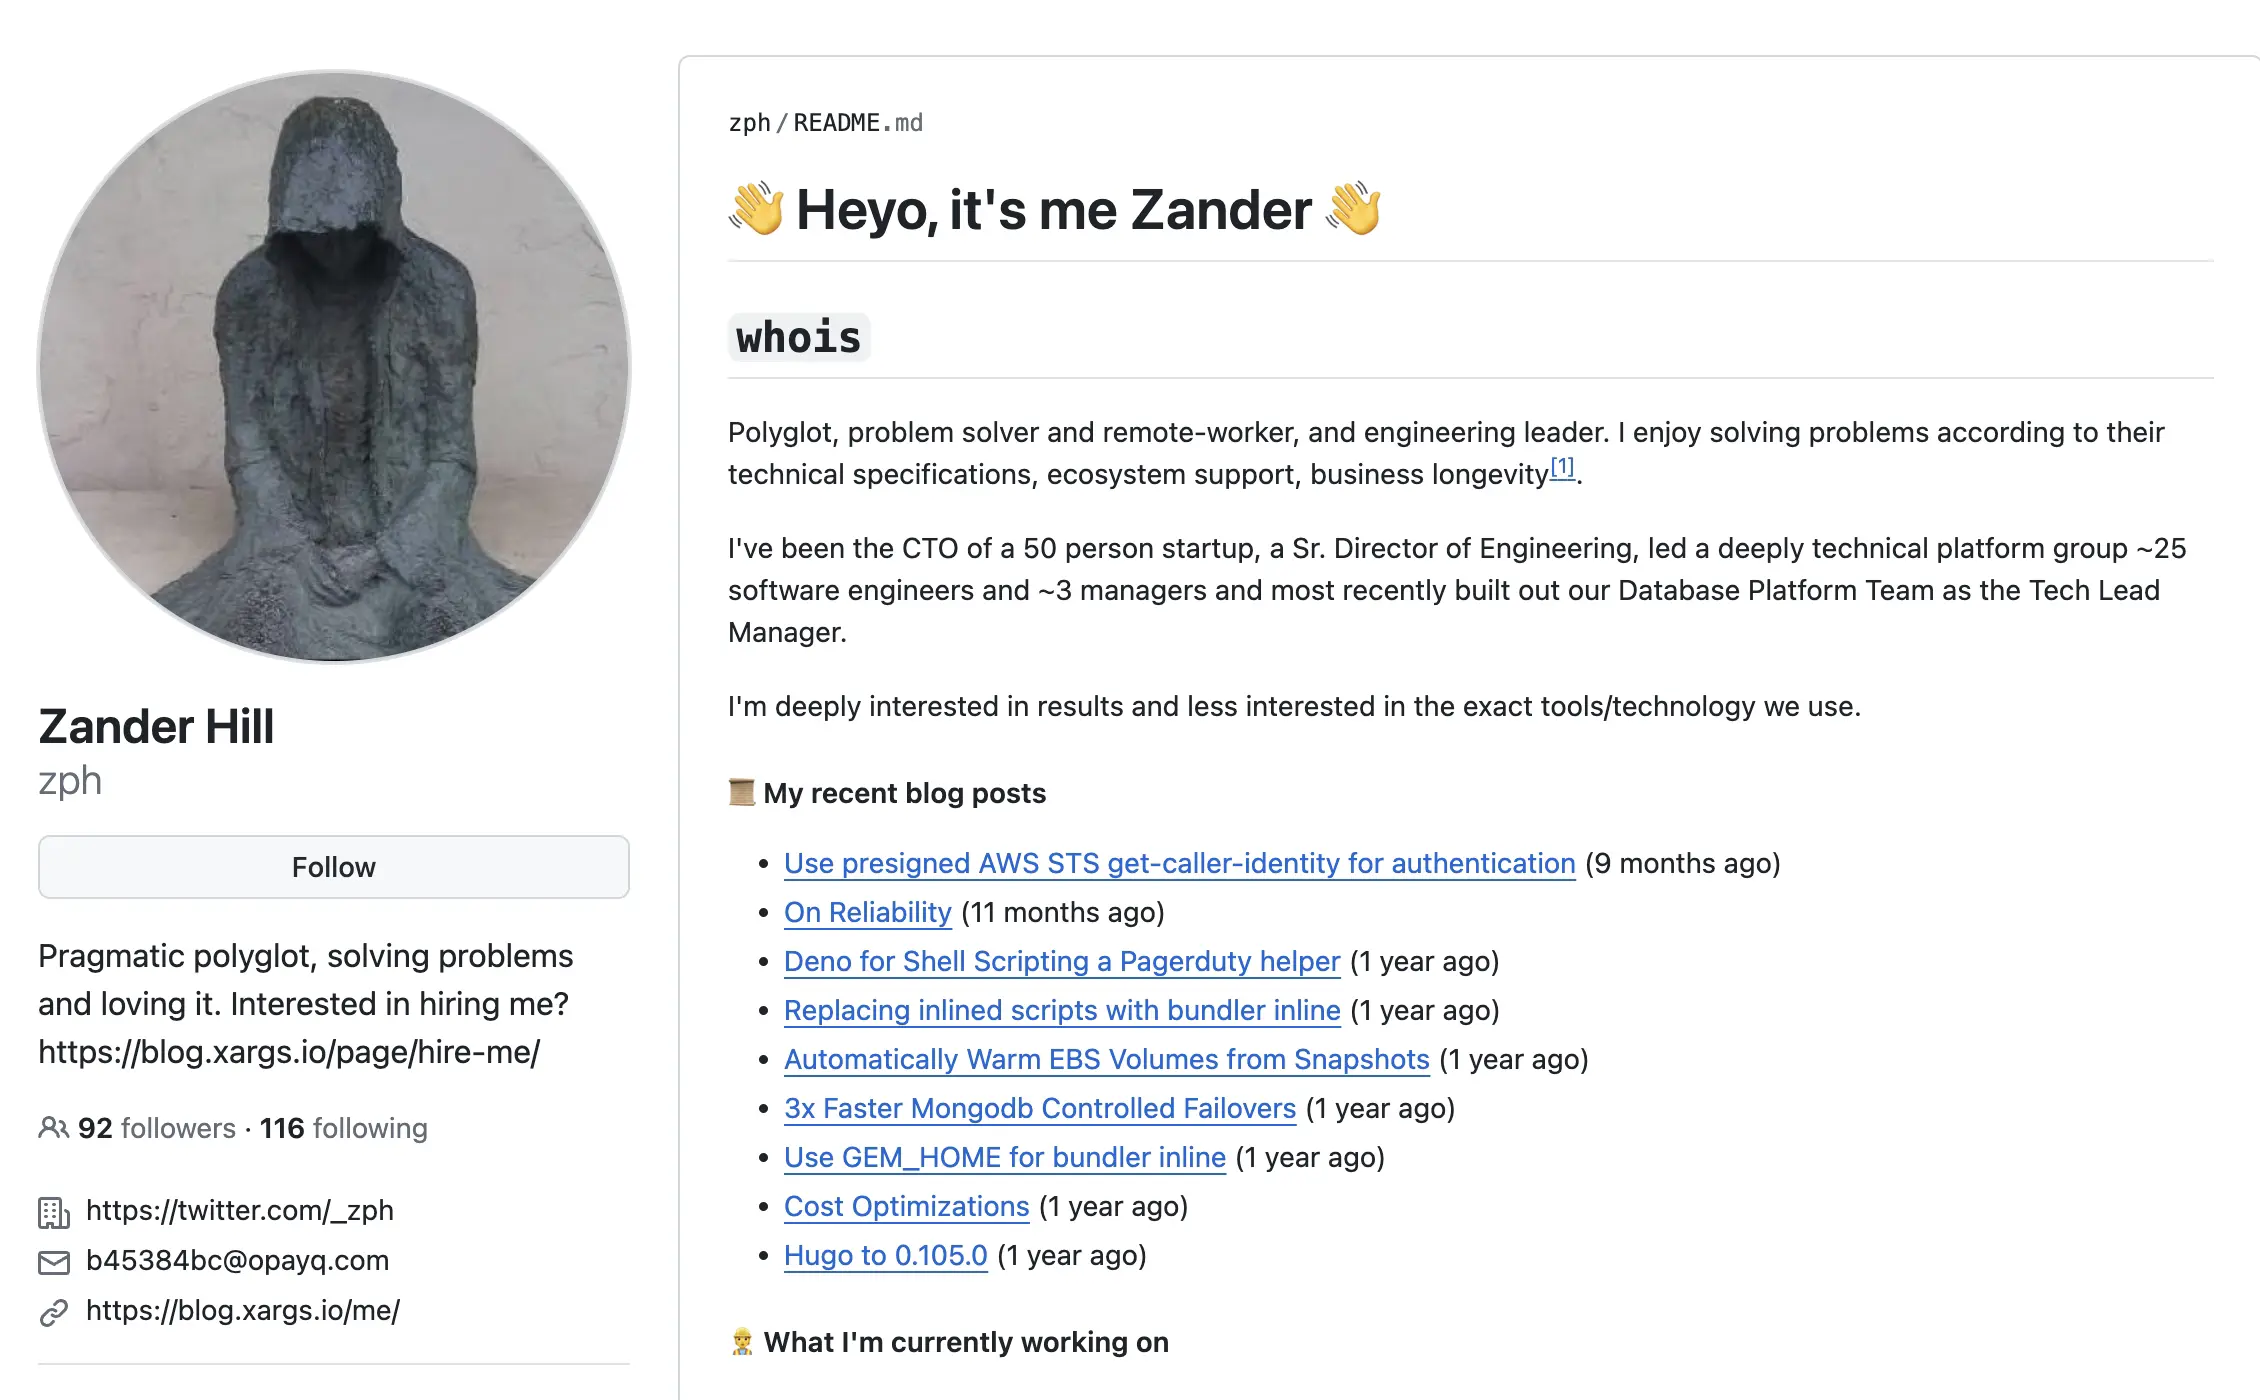 Zander Hill
zph
Follow
Pragmatic polyglot, solving problems
and loving it. Interested in hiring me?
https://blog.xargs.io/page/hire-me/
92 followers · 116 following
https://twitter.com/_zph
b45384bc@opayq.com
https://blog.xargs.io/me/
zph/README.md
👋 Heyo, it's me Zander 👋
whois
Polyglot, problem solver and remote-worker, and engineering leader. I enjoy solving problems according to their
technical specifications, ecosystem support, business longevity[1].
I've been the CTO of a 50 person startup, a Sr. Director of Engineering, led a deeply technical platform group ~25
software engineers and ~3 managers and most recently built out our Database Platform Team as the Tech Lead
Manager.
I'm deeply interested in results and less interested in the exact tools/technology we use.
📜 My recent blog posts
• Use presigned AWS STS get-caller-identity for authentication (9 months ago)
• On Reliability (11 months ago)
• Deno for Shell Scripting a Pagerduty helper (1 year ago)
• Replacing inlined scripts with bundler inline (1 year ago)
• Automatically Warm EBS Volumes from Snapshots (1 year ago)
• 3x Faster Mongodb Controlled Failovers (1 year ago)
• Use GEM_HOME for bundler inline (1 year ago)
• Cost Optimizations (1 year ago)
• Hugo to 0.105.0 (1 year ago)
👷 What I'm currently working on